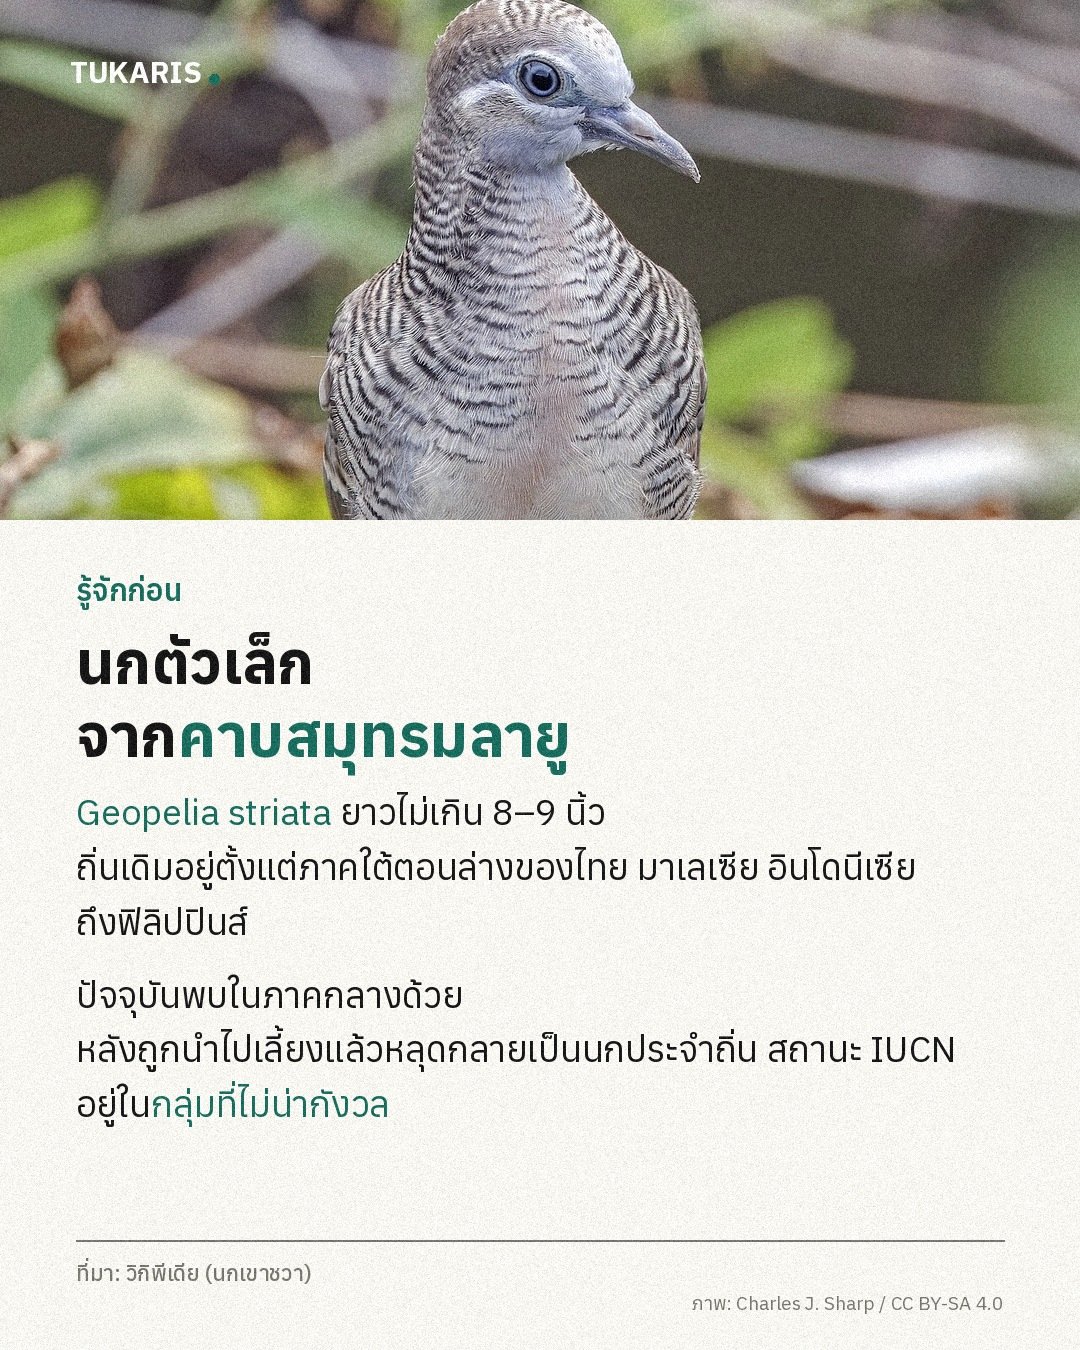 TUKARIS
รู้จักก่อน
นกตัวเล็ก
จากคาบสมุทรมลายู
Geopelia striata ยาวไม่เกิน 8–9 นิ้ว
ถิ่นเดิมอยู่ตั้งแต่ภาคใต้ตอนล่างของไทย มาเลเซีย อินโดนีเซีย
ถึงฟิลิปปินส์
ปัจจุบันพบในภาคกลางด้วย
หลังถูกนำไปเลี้ยงแล้วหลุดกลายเป็นนกประจำถิ่น สถานะ IUCN
อยู่ในกลุ่มที่ไม่น่ากังวล
ที่มา: วิกิพีเดีย (นกเขาชวา)
ภาพ: Charles J. Sharp / CC BY-SA 4.0